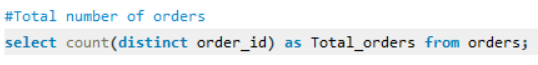 #Total number of orders
select count(distinct order_id) as Total_orders from orders;